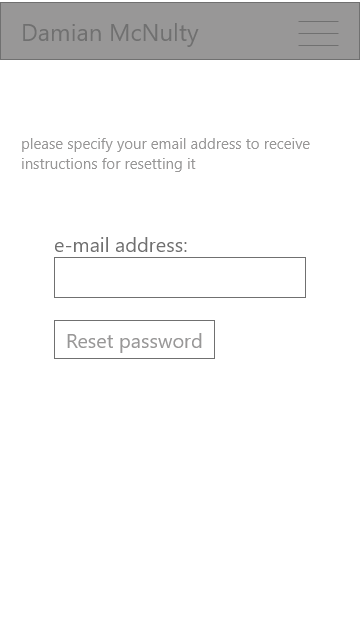 Damian McNulty
please specify your email address to receive
instructions for resetting it
e-mail address:
Reset password